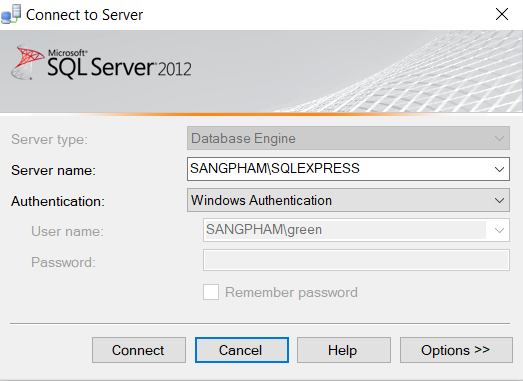 Connect to Server
Microsoft®
SQL Server® 2012
Server type: Database Engine
Server name: SANGPHAM\SQLEXPRESS
Authentication: Windows Authentication
User name: SANGPHAM\green
Password:
Remember password
Connect Cancel Help Options >>